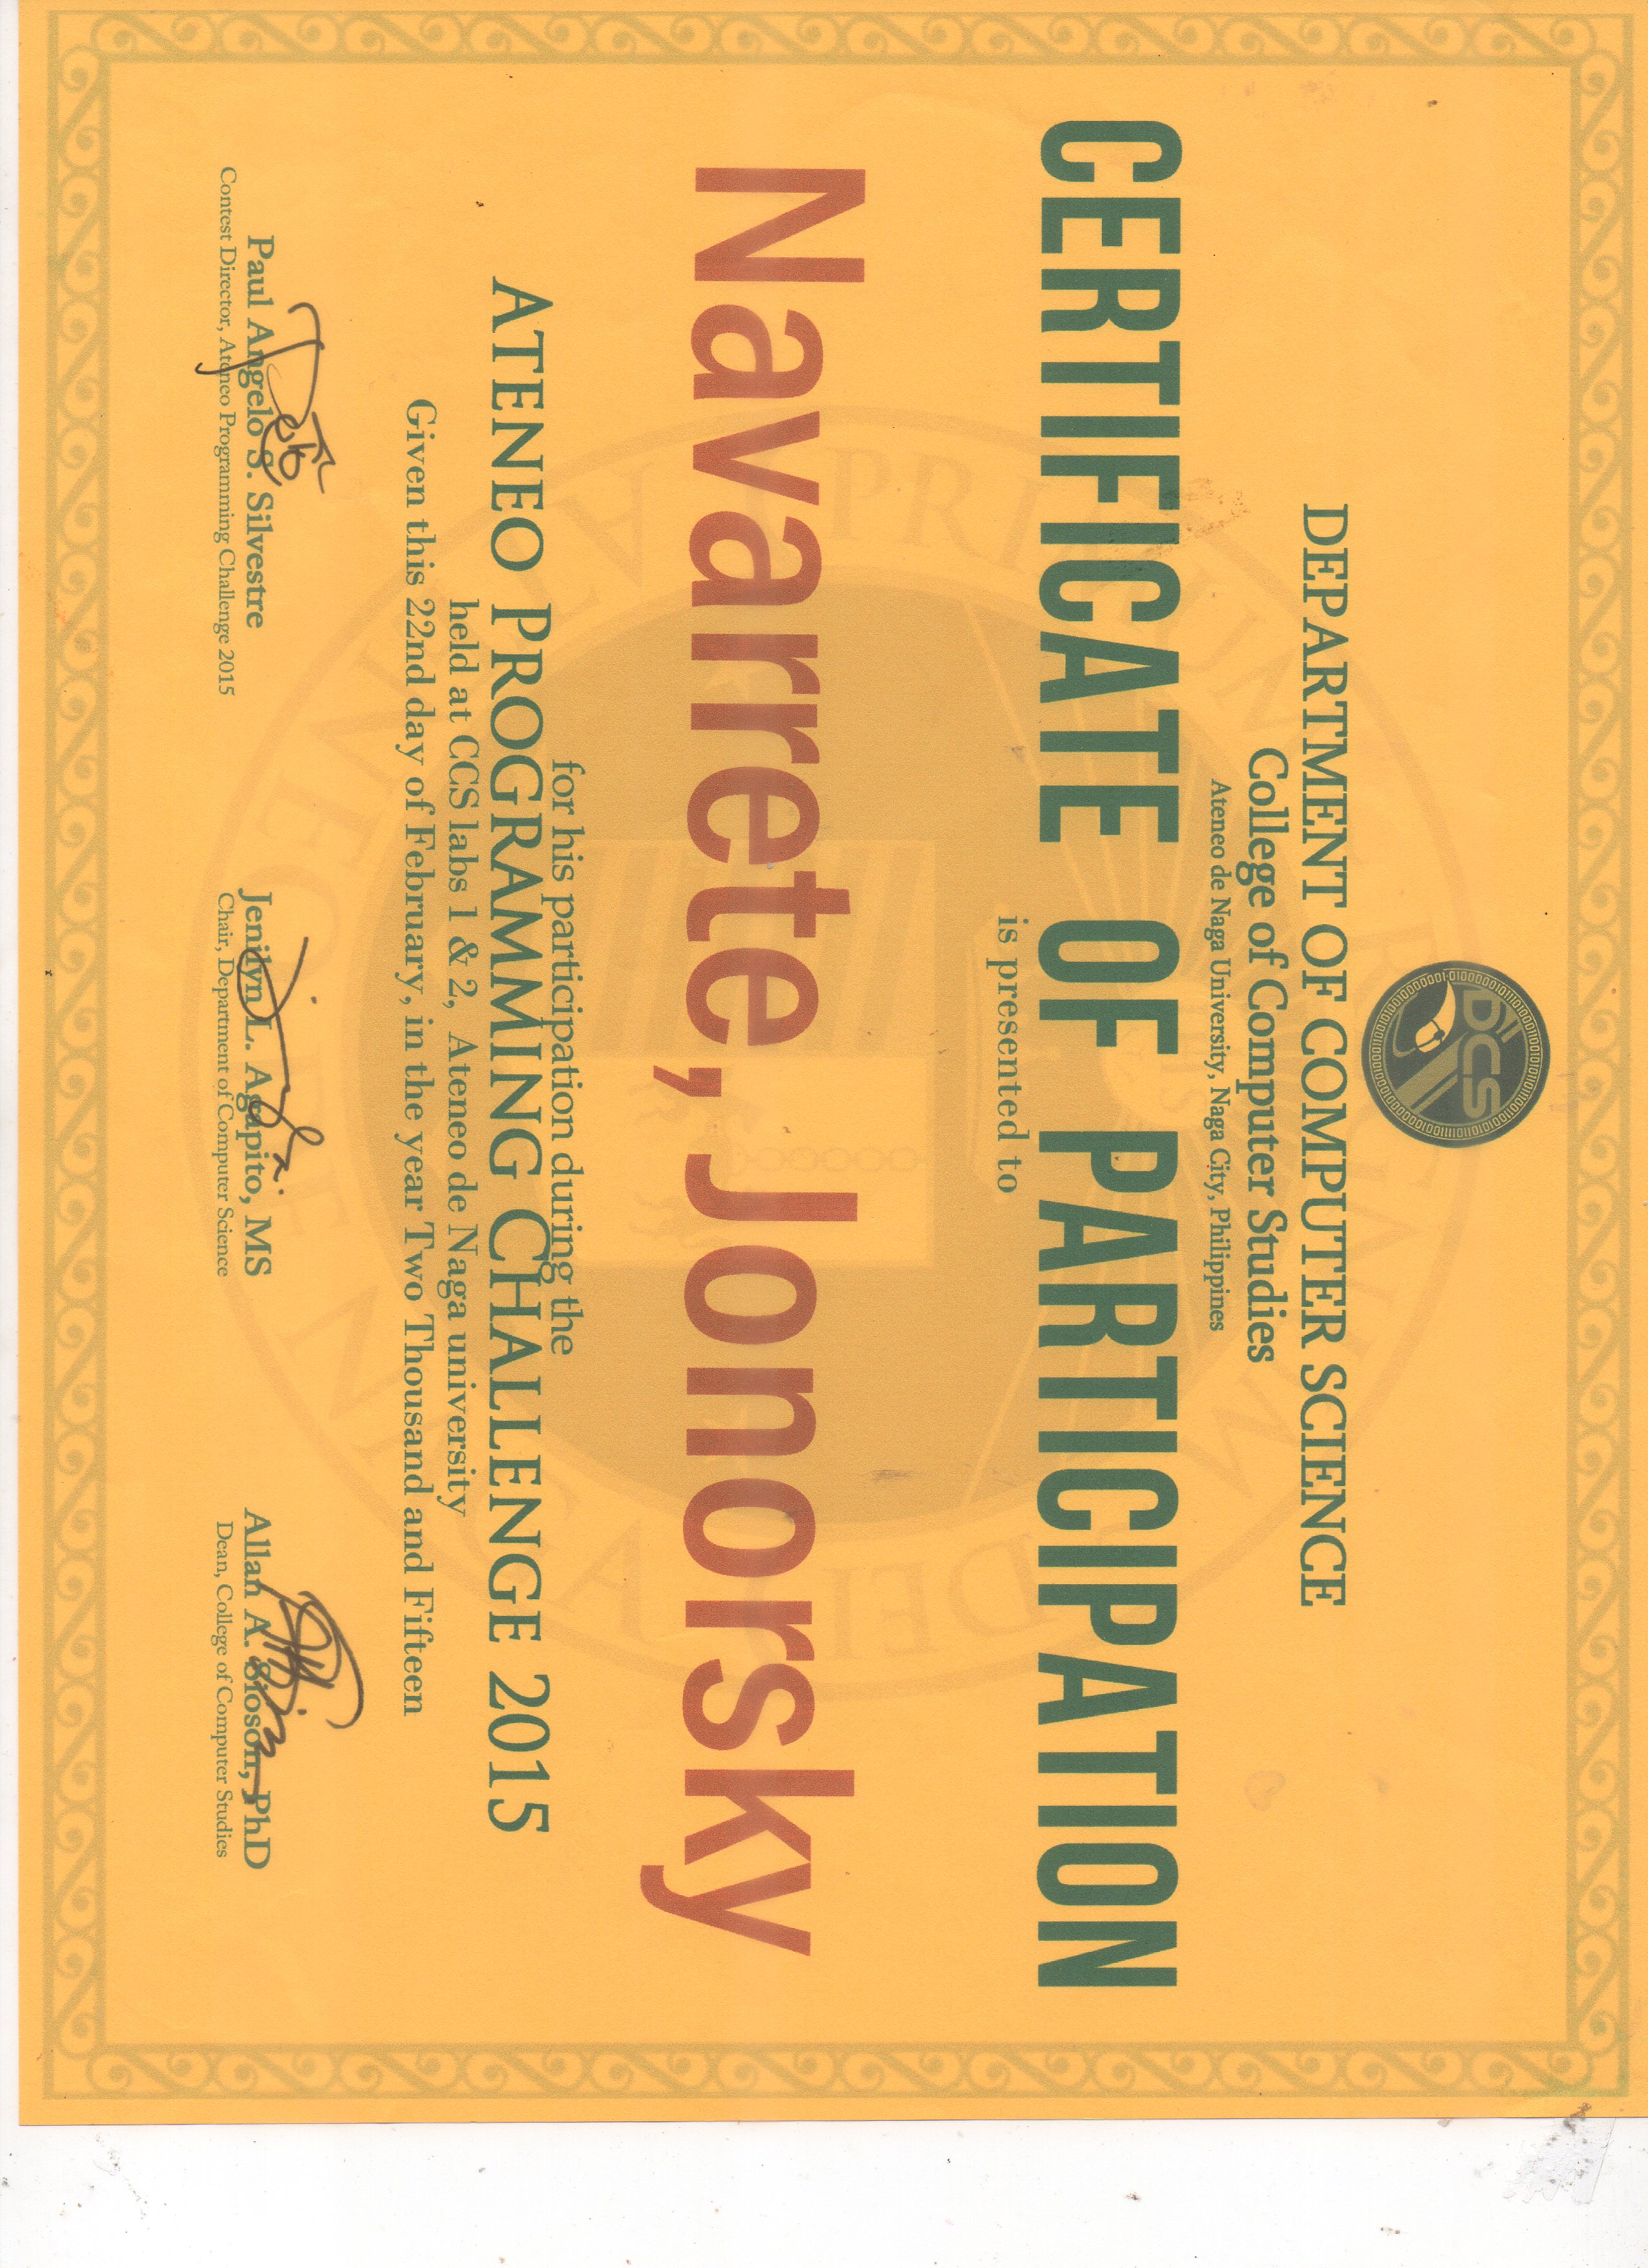 DCS
DEPARTMENT OF COMPUTER SCIENCE
College of Computer Studies
Ateneo de Naga University, Naga City, Philippines
CERTIFICATE OF PARTICIPATION
is presented to
Navarrete, Jonorsky
for his participation during the
ATENEO PROGRAMMING CHALLENGE 2015
held at CCS labs 1 & 2, Ateneo de Naga university
Given this 22nd day of February, in the year Two Thousand and Fifteen
Paul Angelo S. Silvestre
Contest Director, Ateneo Programming Challenge 2015
Jenilyn L. Agapito, MS
Chair, Department of Computer Science
Allan A. Sioson, PhD
Dean, College of Computer Studies